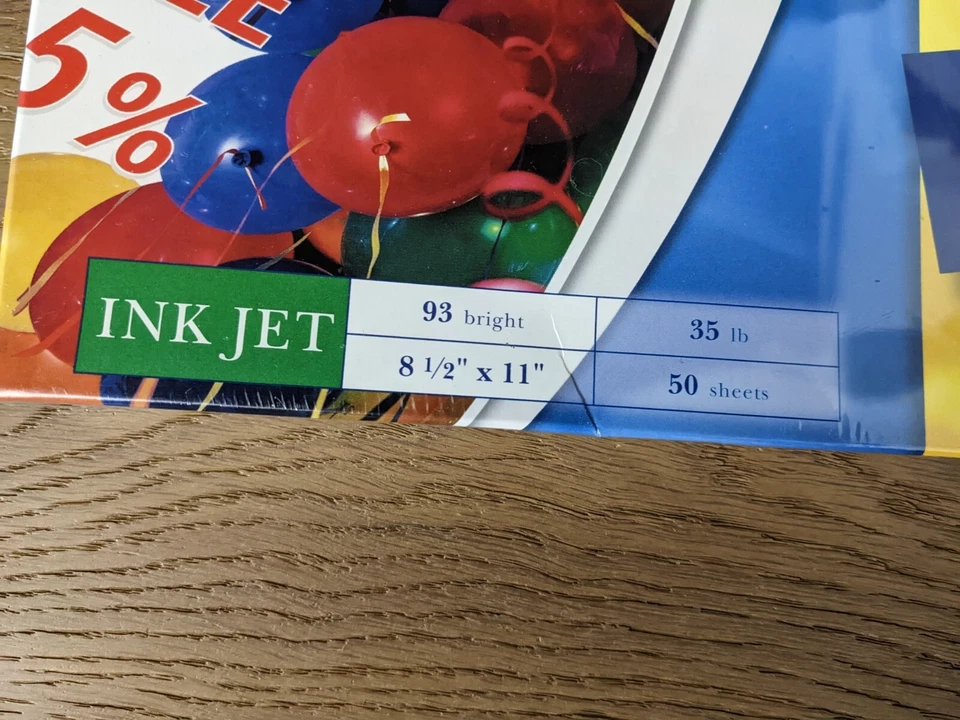 5%
INK JET
93 bright
35 lb
8 1/2" x 11"
50 sheets